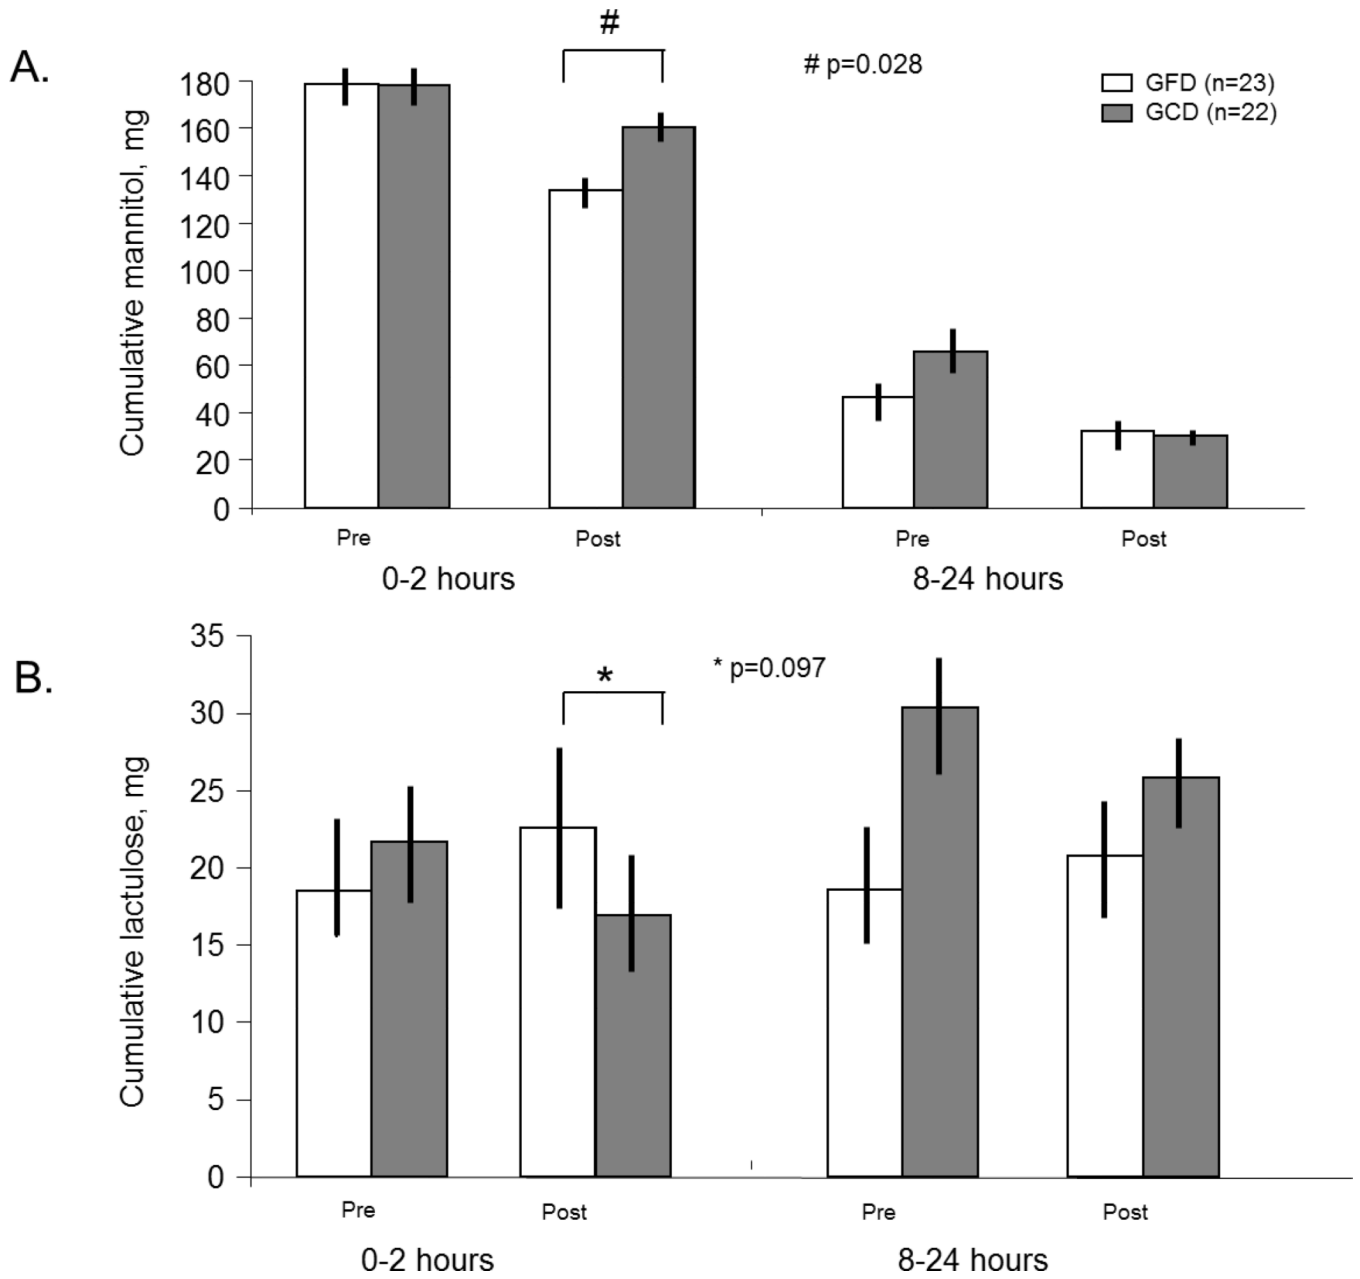 A.
#
# p=0.028
GFD (n=23)
GCD (n=22)
Cumulative mannitol, mg
180
160
140
120
100
80
60
40
20
0
Pre Post Pre Post
0-2 hours 8-24 hours
B.
*
* p=0.097
Cumulative lactulose, mg
35
30
25
20
15
10
5
0
Pre Post Pre Post
0-2 hours 8-24 hours